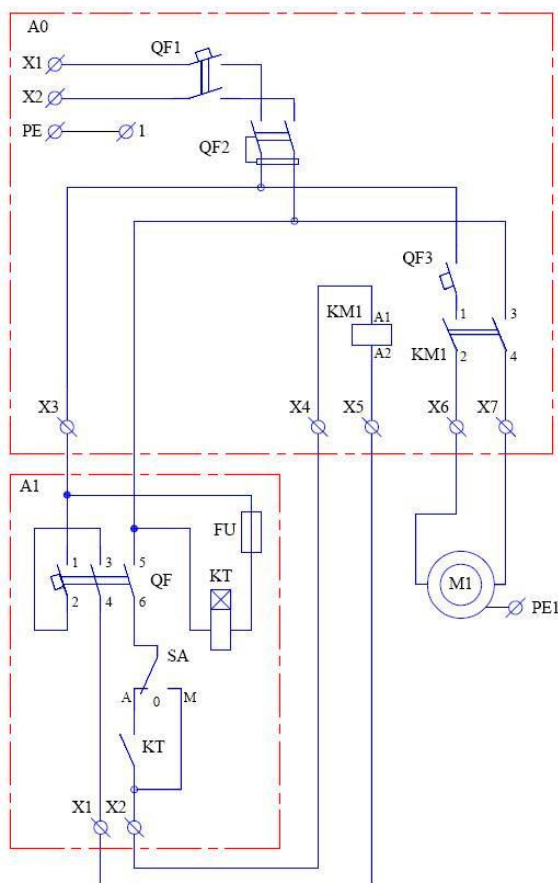 A0
QF1
X1
X2
PE
1
QF2
QF3
KM1
A1
A2
1
3
KM1
2
4
X3
X4
X5
X6
X7
A1
FU
1
3
5
QF
KT
2
4
6
M1
PE1
SA
A
0
M
KT
X1
X2